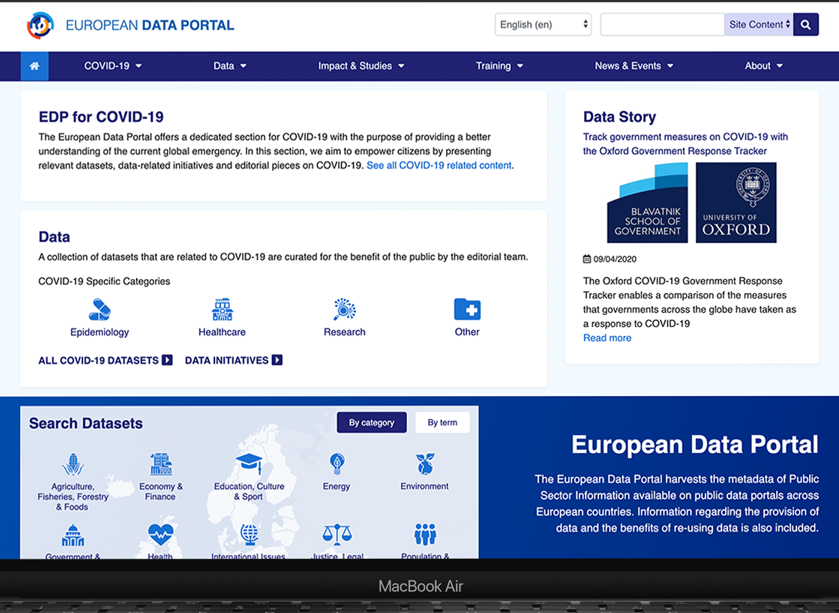 EUROPEAN DATA PORTAL
English (en)
Site Content
COVID-19
Data
Impact & Studies
Training
News & Events
About
EDP for COVID-19
The European Data Portal offers a dedicated section for COVID-19 with the purpose of providing a better
understanding of the current global emergency. In this section, we aim to empower citizens by presenting
relevant datasets, data-related initiatives and editorial pieces on COVID-19. See all COVID-19 related content.
Data
A collection of datasets that are related to COVID-19 are curated for the benefit of the public by the editorial team.
COVID-19 Specific Categories
Epidemiology
Healthcare
Research
Other
ALL COVID-19 DATASETS
DATA INITIATIVES
Data Story
Track government measures on COVID-19 with
the Oxford Government Response Tracker
BLAVATNIK
SCHOOL OF
GOVERNMENT
UNIVERSITY OF
OXFORD
09/04/2020
The Oxford COVID-19 Government Response
Tracker enables a comparison of the measures
that governments across the globe have taken as
a response to COVID-19
Read more
Search Datasets
By category
By term
Agriculture,
Fisheries, Forestry
& Foods
Economy &
Finance
Education, Culture
& Sport
Energy
Environment
Government &
Health
International Issues
Justice, Legal
Population &
European Data Portal
The European Data Portal harvests the metadata of Public
Sector Information available on public data portals across
European countries. Information regarding the provision of
data and the benefits of re-using data is also included.
MacBook Air